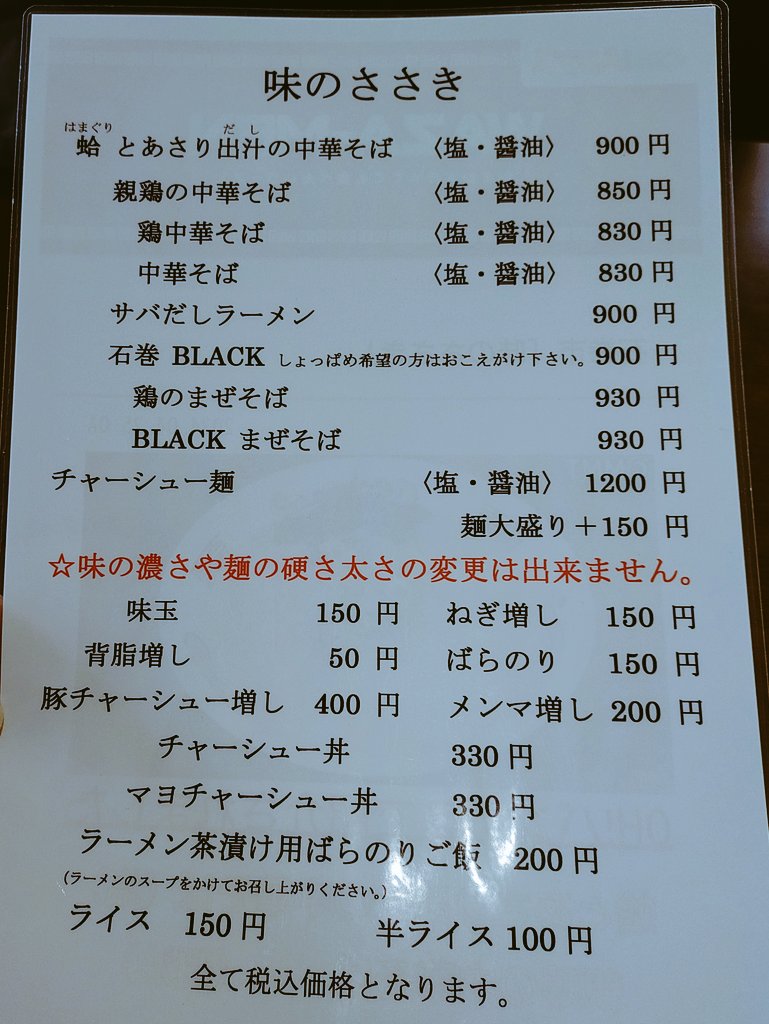 味のささき
蛤とあさり出汁の中華そば 〈塩・醤油〉 900 円
はまぐり だし
親鶏の中華そば 〈塩・醤油〉 850 円
鶏中華そば 〈塩・醤油〉 830 円
中華そば 〈塩・醤油〉 830 円
サバだしラーメン 900 円
石巻 BLACK しょっぱめ希望の方はおこえがけ下さい。 900 円
鶏のまぜそば 930 円
BLACK まぜそば 930 円
チャーシュー麺 〈塩・醤油〉 1200 円
麺大盛り＋150 円
☆味の濃さや麺の硬さ太さの変更は出来ません。
味玉 150 円 ねぎ増し 150 円
背脂増し 50 円 ばらのり 150 円
豚チャーシュー増し 400 円 メンマ増し 200 円
チャーシュー丼 330 円
マヨチャーシュー丼 330 円
ラーメン茶漬け用ばらのりご飯 200 円
(ラーメンのスープをかけてお召し上がりください。)
ライス 150 円 半ライス 100 円
全て税込価格となります。